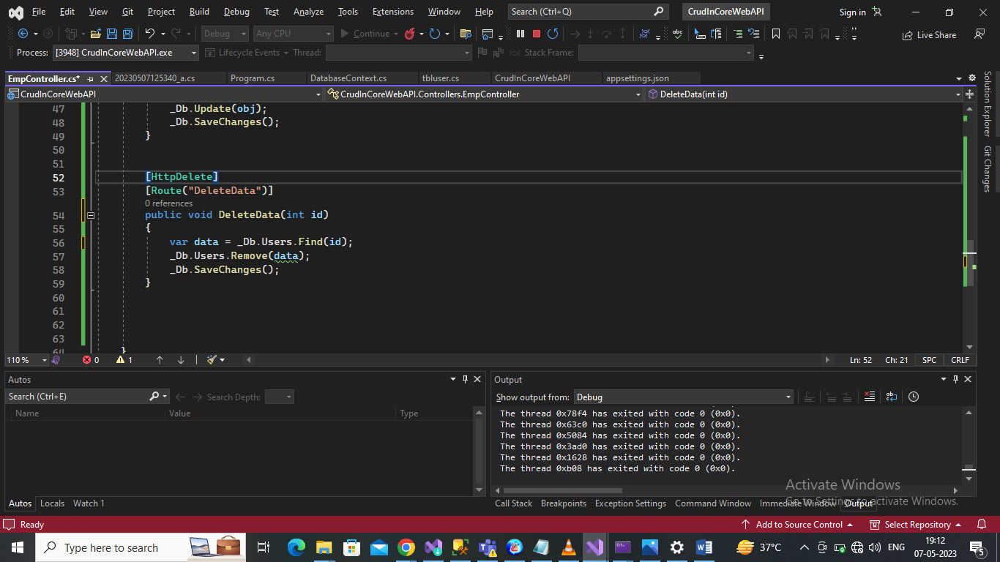 File Edit View Git Project Build Debug Test Analyze Tools Extensions Window Help Search (Ctrl+Q) CrudInCoreWebAPI Sign in
Debug Any CPU Continue Live Share
Process: [3948] CrudInCoreWebAPI.exe Lifecycle Events Thread: Stack Frame:
EmpController.cs* 20230507125340_a.cs Program.cs DatabaseContext.cs tbluser.cs CrudInCoreWebAPI appsettings.json
CrudInCoreWebAPI CrudInCoreWebAPI.Controllers.EmpController DeleteData(int id)
47 _Db.Update(obj);
48 _Db.SaveChanges();
49 }
50
51
52 [HttpDelete]
53 [Route("DeleteData")]
0 references
54 public void DeleteData(int id)
55 {
56 var data = _Db.Users.Find(id);
57 _Db.Users.Remove(data);
58 _Db.SaveChanges();
59 }
60
61
62
63
64 }
Solution Explorer
Git Changes
110 % 0 1 Ln: 52 Ch: 21 SPC CRLF
Autos
Search (Ctrl+E) Search Depth:
Name Value Type
Autos Locals Watch 1
Output
Show output from: Debug
The thread 0x78f4 has exited with code 0 (0x0).
The thread 0x63c0 has exited with code 0 (0x0).
The thread 0x5084 has exited with code 0 (0x0).
The thread 0x3ad0 has exited with code 0 (0x0).
The thread 0x1628 has exited with code 0 (0x0).
The thread 0xb08 has exited with code 0 (0x0).
Call Stack Breakpoints Exception Settings Command Window Immediate Window Output
Activate Windows
Go to Settings to activate Windows.
Ready Add to Source Control Select Repository
Type here to search 37°C ENG 19:12
07-05-2023 5